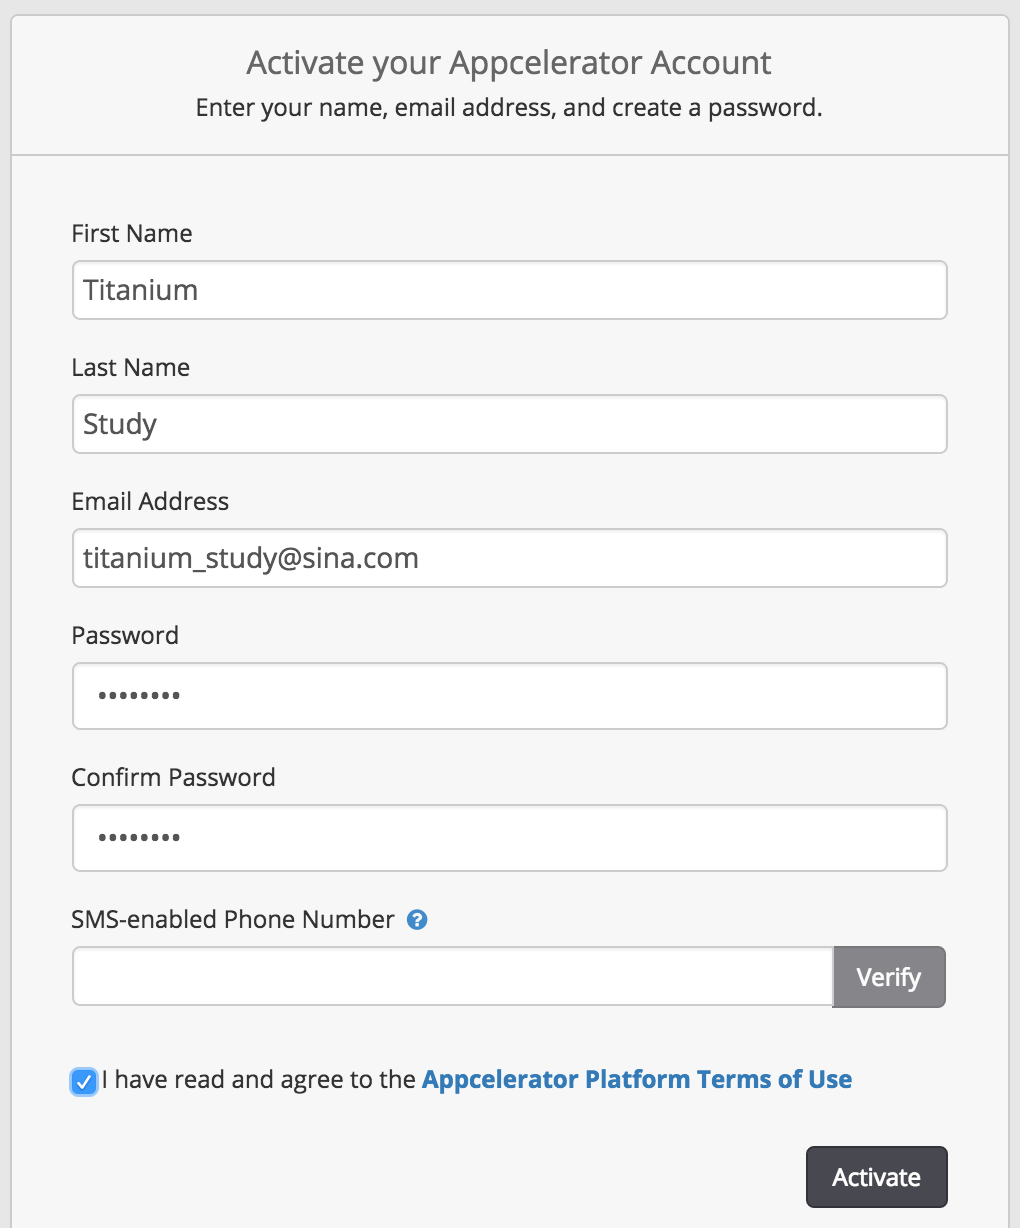 Activate your Appcelerator Account
Enter your name, email address, and create a password.
First Name
Titanium
Last Name
Study
Email Address
titanium_study@sina.com
Password
••••••••
Confirm Password
••••••••
SMS-enabled Phone Number ?
Verify
I have read and agree to the Appcelerator Platform Terms of Use
Activate